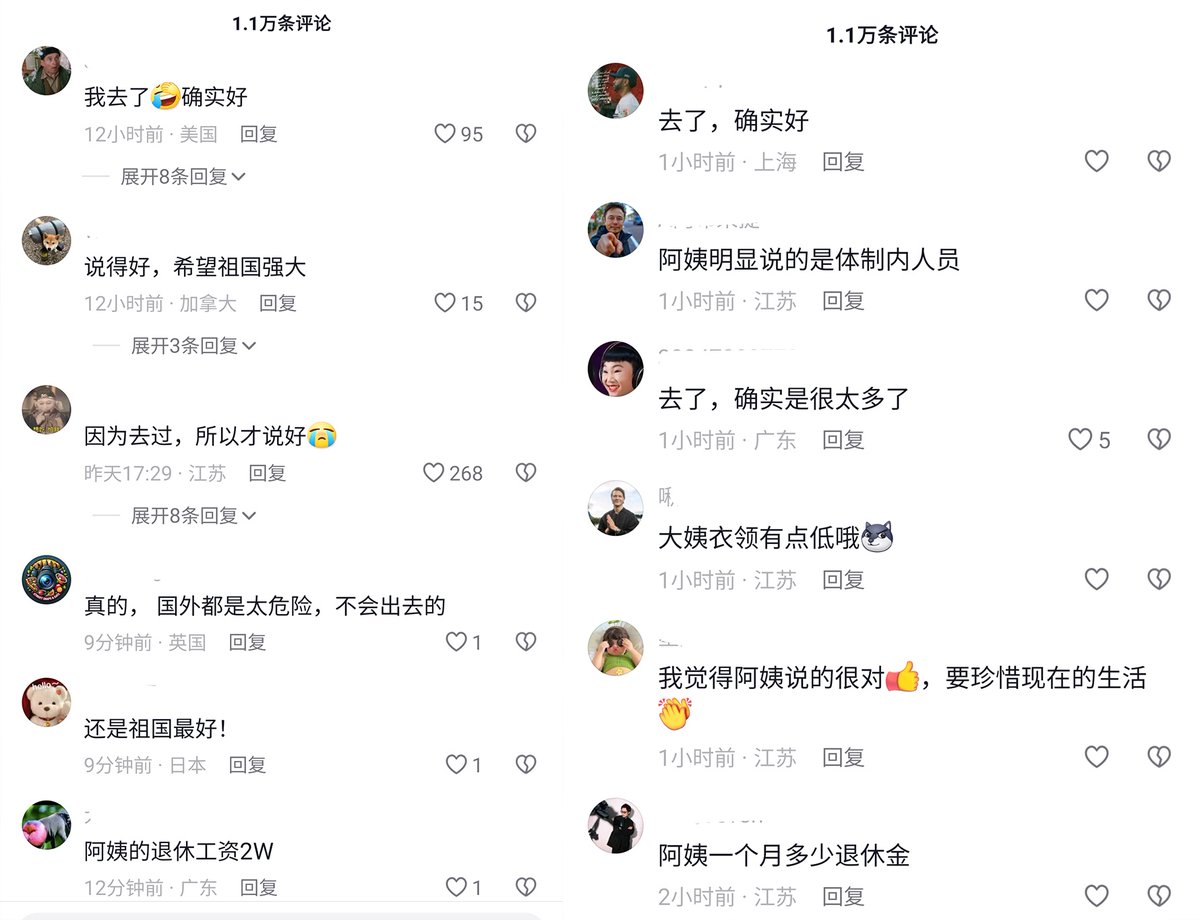 1.1万条评论
我去了🤣确实好
12小时前 · 美国 回复 95
展开8条回复
说得好，希望祖国强大
12小时前 · 加拿大 回复 15
展开3条回复
因为去过，所以才说好😭
昨天17:29 · 江苏 回复 268
展开8条回复
真的， 国外都是太危险，不会出去的
9分钟前 · 英国 回复 1
hello~
还是祖国最好！
9分钟前 · 日本 回复 1
阿姨的退休工资2W
12分钟前 · 广东 回复 1
1.1万条评论
去了，确实好
1小时前 · 上海 回复
阿姨明显说的是体制内人员
1小时前 · 江苏 回复
去了，确实是很太多了
1小时前 · 广东 回复 5
大姨衣领有点低哦
1小时前 · 江苏 回复
我觉得阿姨说的很对👍，要珍惜现在的生活
👏
1小时前 · 江苏 回复
阿姨一个月多少退休金
2小时前 · 江苏 回复